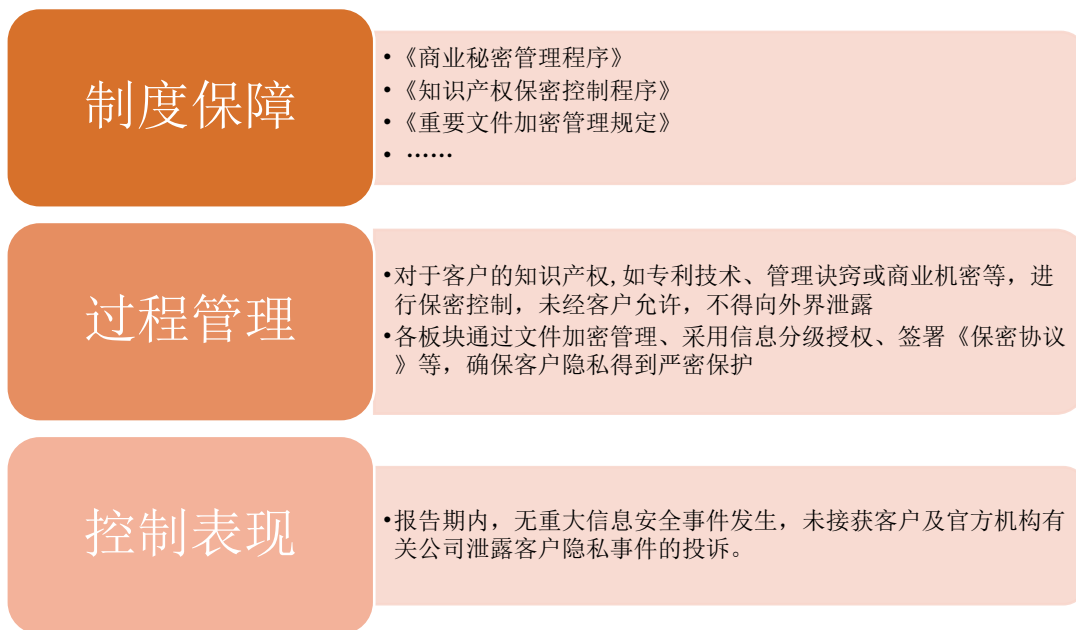 制度保障
•《商业秘密管理程序》
•《知识产权保密控制程序》
•《重要文件加密管理规定》
• ……
过程管理
•对于客户的知识产权,如专利技术、管理诀窍或商业机密等，进
行保密控制，未经客户允许，不得向外界泄露
•各板块通过文件加密管理、采用信息分级授权、签署《保密协议
》等，确保客户隐私得到严密保护
控制表现
•报告期内，无重大信息安全事件发生，未接获客户及官方机构有
关公司泄露客户隐私事件的投诉。